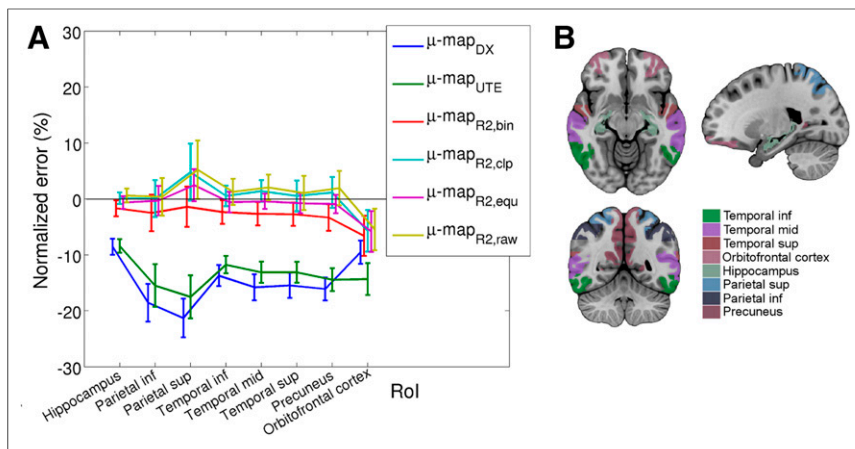 A
30
20
10
0
-10
-20
-30
Normalized error (%)
Hippocampus
Parietal inf
Parietal sup
Temporal inf
Temporal mid
Temporal sup
Precuneus
Orbitofrontal cortex
RoI
μ-mapDX
μ-mapUTE
μ-mapR2,bin
μ-mapR2,clp
μ-mapR2,equ
μ-mapR2,raw
B
Temporal inf
Temporal mid
Temporal sup
Orbitofrontal cortex
Hippocampus
Parietal sup
Parietal inf
Precuneus